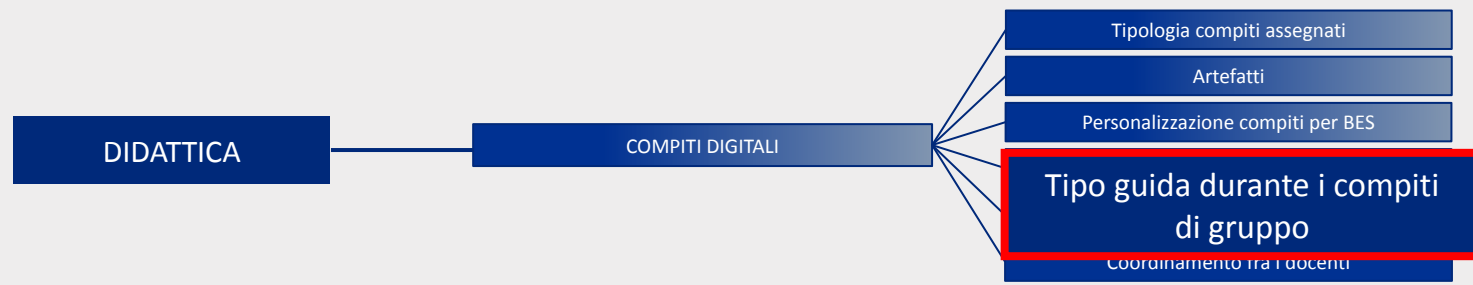 Tipologia compiti assegnati
Artefatti
Personalizzazione compiti per BES
DIDATTICA
COMPITI DIGITALI
Tipo guida durante i compiti
di gruppo
Coordinamento fra i docenti